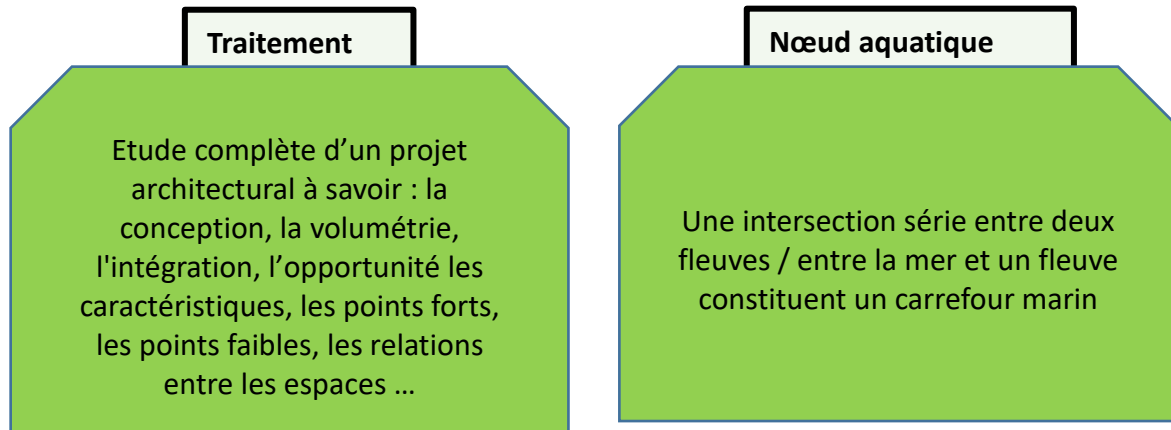 Traitement
Etude complète d’un projet
architectural à savoir : la
conception, la volumétrie,
l'intégration, l’opportunité les
caractéristiques, les points forts,
les points faibles, les relations
entre les espaces …
Nœud aquatique
Une intersection série entre deux
fleuves / entre la mer et un fleuve
constituent un carrefour marin